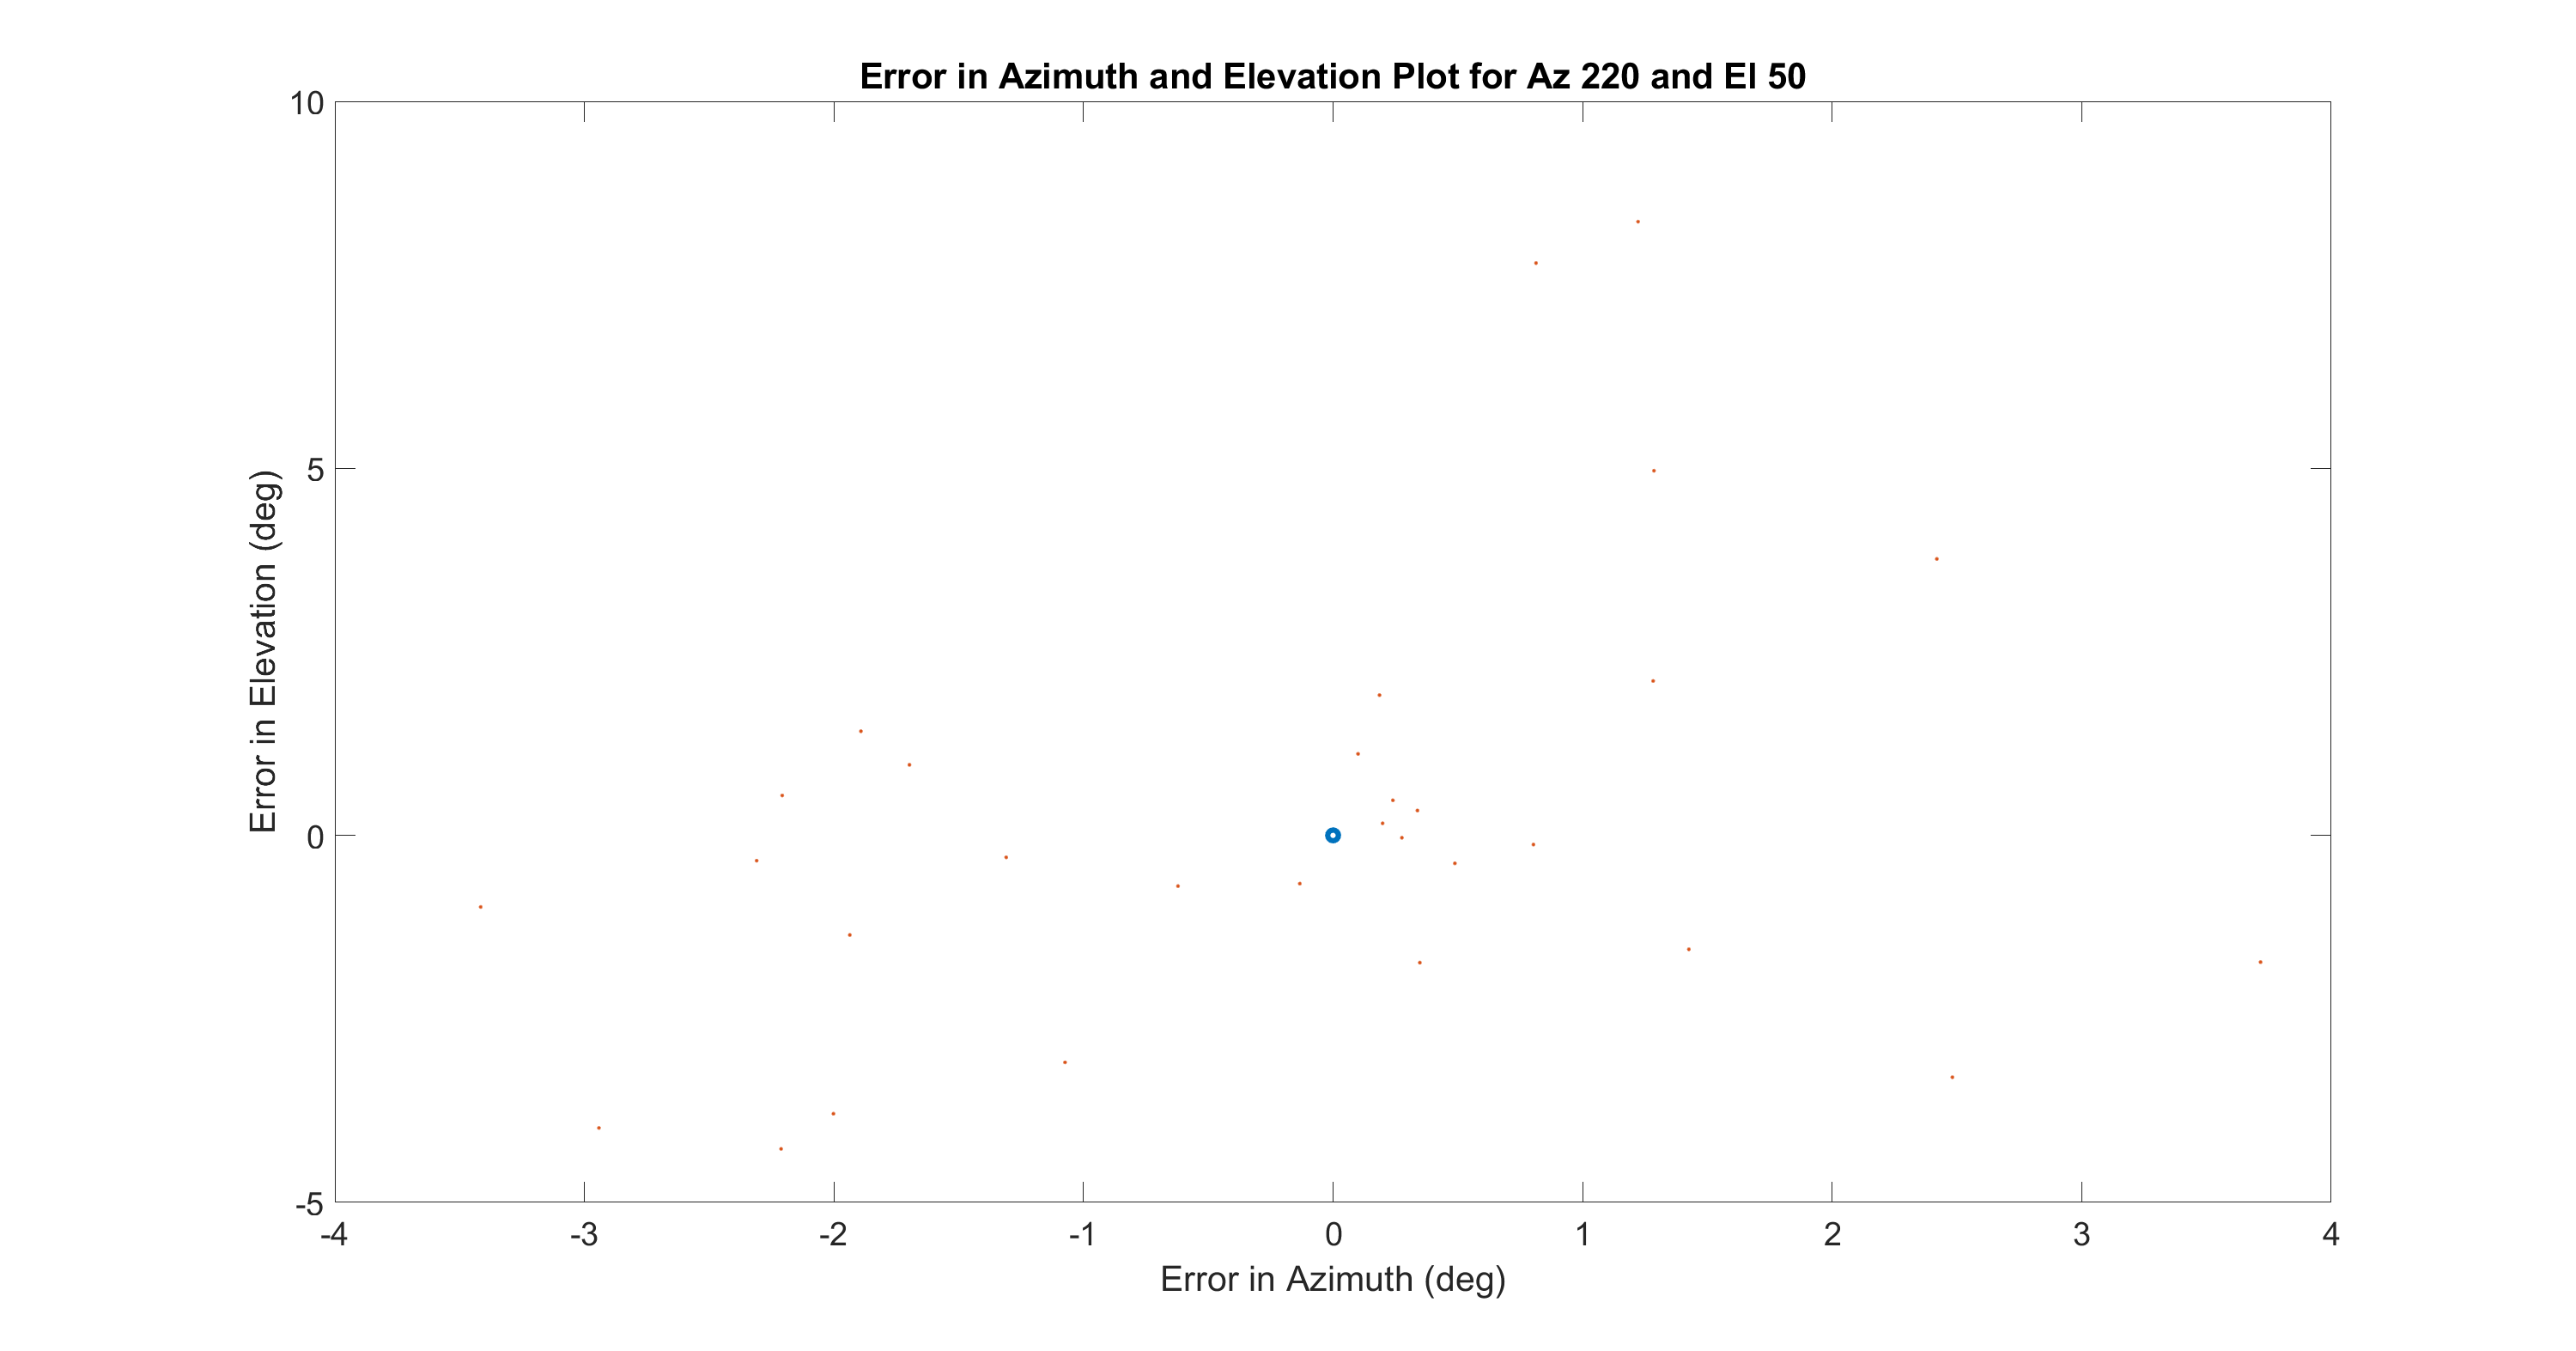 Error in Azimuth and Elevation Plot for Az 220 and El 50
10
5
0
-5
Error in Elevation (deg)
-4 -3 -2 -1 0 1 2 3 4
Error in Azimuth (deg)